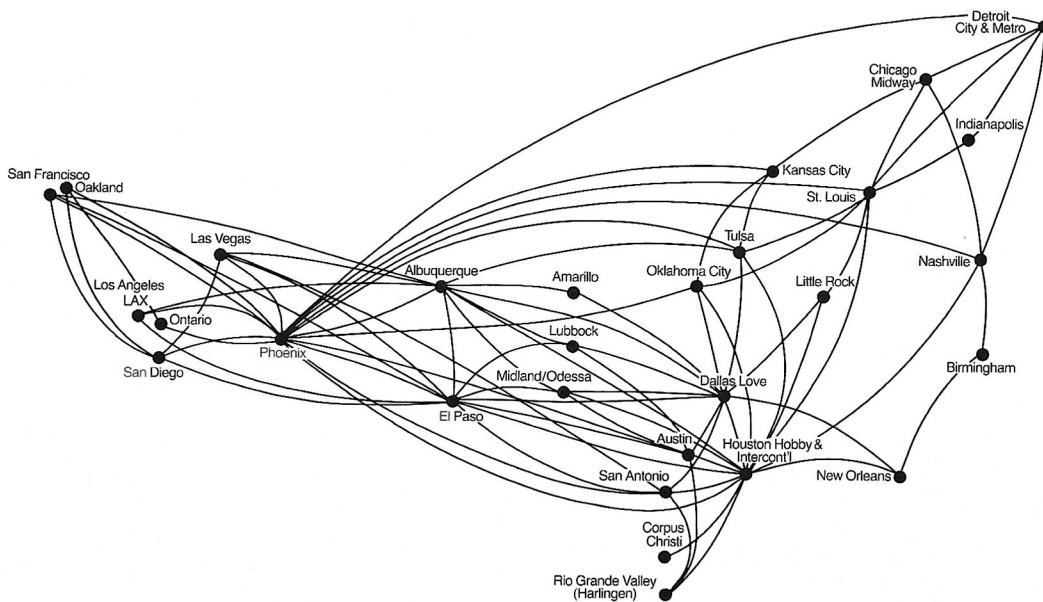 Detroit
City & Metro
Chicago
Midway
Indianapolis
San Francisco
Oakland
Kansas City
St. Louis
Las Vegas
Tulsa
Albuquerque
Amarillo
Oklahoma City
Nashville
Los Angeles
LAX
Little Rock
Ontario
Lubbock
Phoenix
San Diego
Midland/Odessa
Dallas Love
Birmingham
El Paso
Austin
Houston Hobby &
Intercont'l
San Antonio
New Orleans
Corpus
Christi
Rio Grande Valley
(Harlingen)